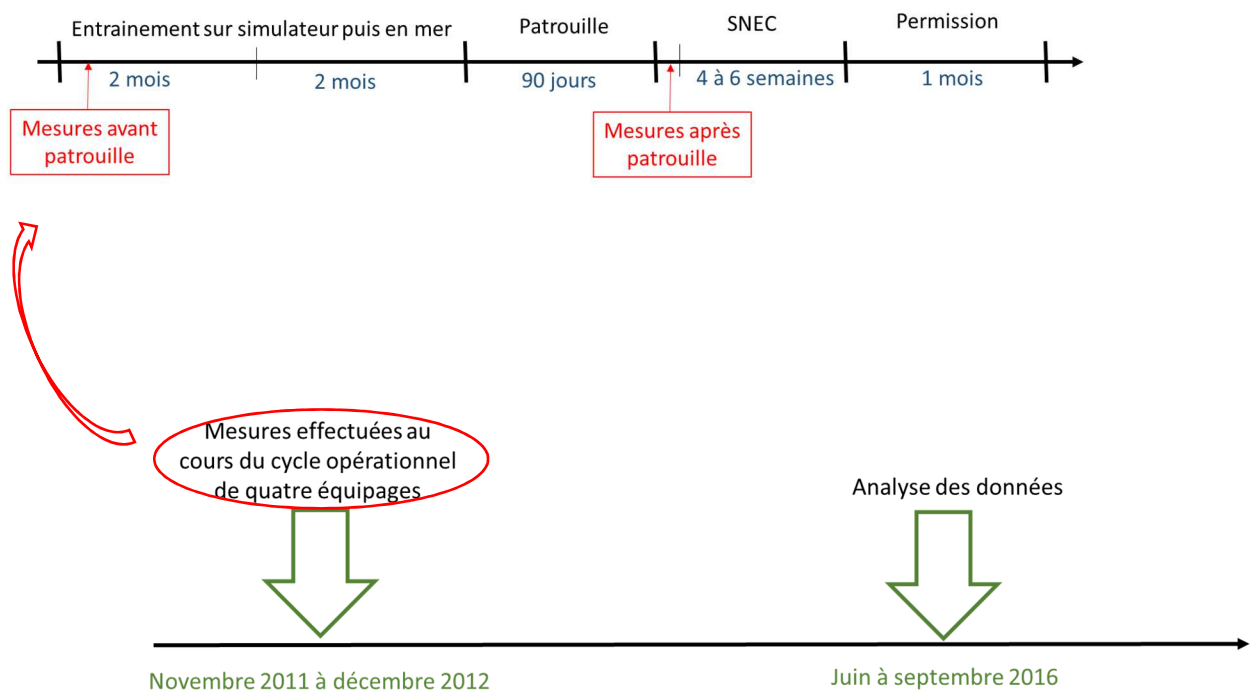 Entrainement sur simulateur puis en mer
Patrouille
SNEC
Permission
2 mois
2 mois
90 jours
4 à 6 semaines
1 mois
Mesures avant
patrouille
Mesures après
patrouille
Mesures effectuées au
cours du cycle opérationnel
de quatre équipages
Analyse des données
Novembre 2011 à décembre 2012
Juin à septembre 2016